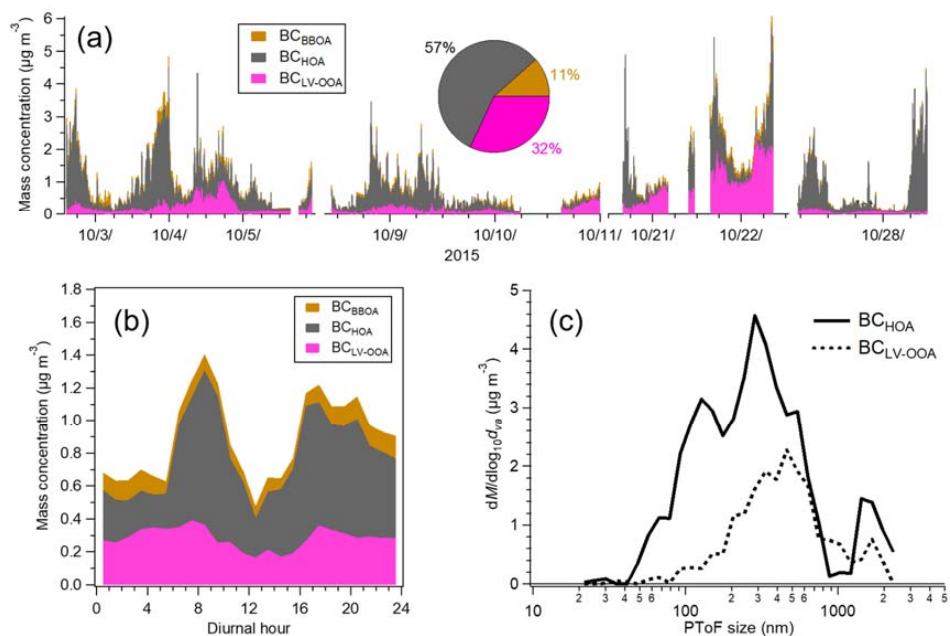 (a)
BC_BBOA
BC_HOA
BC_LV-OOA
57%
11%
32%
Mass concentration (µg m⁻³)
6
5
4
3
2
1
0
10/3/ 10/4/ 10/5/ 10/9/ 10/10/ 10/11/ 10/21/ 10/22/ 10/28/
2015
(b)
BC_BBOA
BC_HOA
BC_LV-OOA
Mass concentration (µg m⁻³)
1.8
1.6
1.4
1.2
1.0
0.8
0.6
0.4
0.2
0.0
0 4 8 12 16 20 24
Diurnal hour
(c)
BC_HOA
BC_LV-OOA
dM/dlog₁₀d_va (µg m⁻³)
5
4
3
2
1
0
10 2 3 4 5 6 100 2 3 4 5 6 1000 2 3 4 5
PToF size (nm)